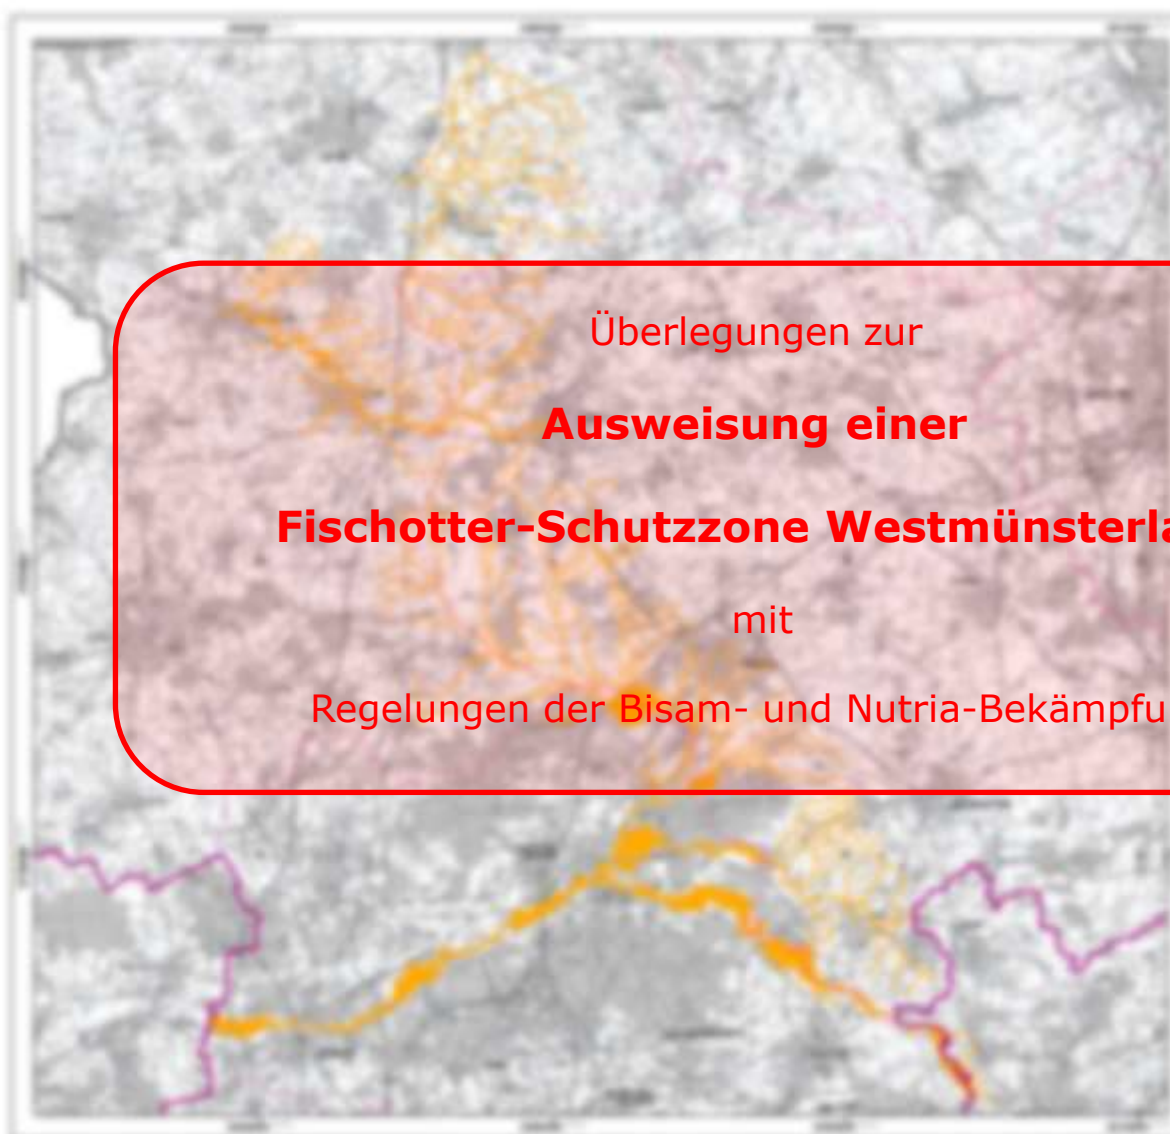 Überlegungen zur
Ausweisung einer
Fischotter-Schutzzone Westmünsterla
mit
Regelungen der Bisam- und Nutria-Bekämpfu